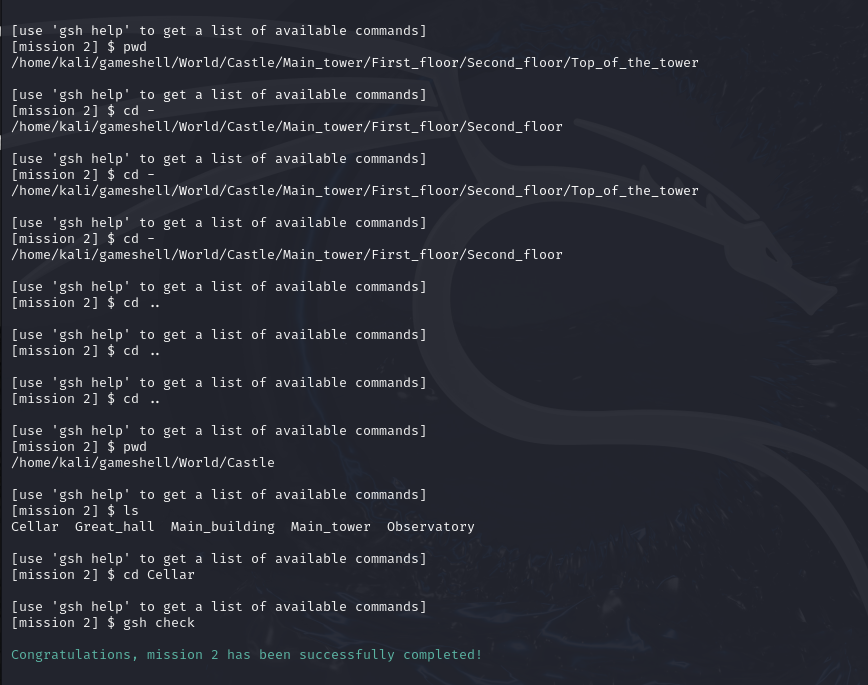 [use 'gsh help' to get a list of available commands]
[mission 2] $ pwd
/home/kali/gameshell/World/Castle/Main_tower/First_floor/Second_floor/Top_of_the_tower
[use 'gsh help' to get a list of available commands]
[mission 2] $ cd -
/home/kali/gameshell/World/Castle/Main_tower/First_floor/Second_floor
[use 'gsh help' to get a list of available commands]
[mission 2] $ cd -
/home/kali/gameshell/World/Castle/Main_tower/First_floor/Second_floor/Top_of_the_tower
[use 'gsh help' to get a list of available commands]
[mission 2] $ cd -
/home/kali/gameshell/World/Castle/Main_tower/First_floor/Second_floor
[use 'gsh help' to get a list of available commands]
[mission 2] $ cd ..
[use 'gsh help' to get a list of available commands]
[mission 2] $ cd ..
[use 'gsh help' to get a list of available commands]
[mission 2] $ cd ..
[use 'gsh help' to get a list of available commands]
[mission 2] $ pwd
/home/kali/gameshell/World/Castle
[use 'gsh help' to get a list of available commands]
[mission 2] $ ls
Cellar  Great_hall  Main_building  Main_tower  Observatory
[use 'gsh help' to get a list of available commands]
[mission 2] $ cd Cellar
[use 'gsh help' to get a list of available commands]
[mission 2] $ gsh check
Congratulations, mission 2 has been successfully completed!